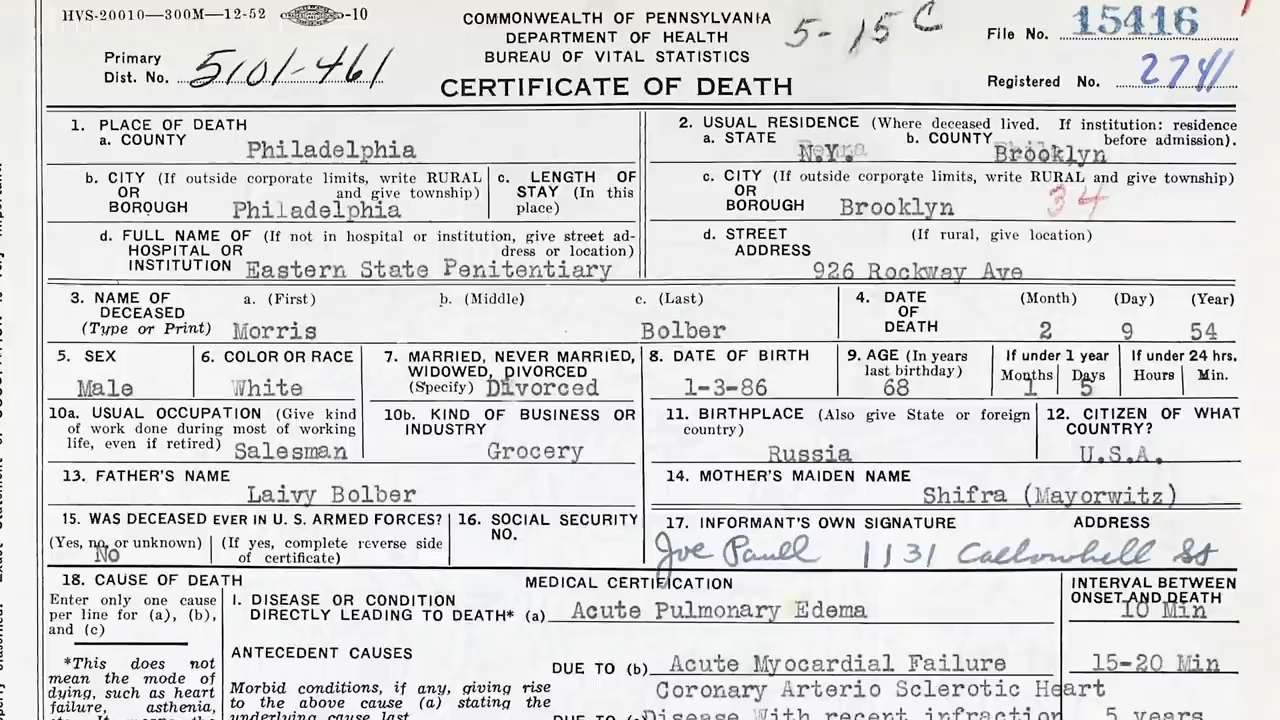 HVS-20010—300M—12-52 -10
COMMONWEALTH OF PENNSYLVANIA
DEPARTMENT OF HEALTH
BUREAU OF VITAL STATISTICS
CERTIFICATE OF DEATH
5-15 C
File No. 15416
Primary
Dist. No. 5101-461
Registered No. 2741
1. PLACE OF DEATH
a. COUNTY
Philadelphia
2. USUAL RESIDENCE (Where deceased lived. If institution: residence
before admission).
a. STATE N.Y. b. COUNTY Brooklyn
b. CITY (If outside corporate limits, write RURAL
OR and give township)
BOROUGH Philadelphia
c. LENGTH OF
STAY (In this
place)
c. CITY (If outside corporate limits, write RURAL and give township)
OR
BOROUGH Brooklyn 34
d. FULL NAME OF (If not in hospital or institution, give street ad-
HOSPITAL OR dress or location)
INSTITUTION Eastern State Penitentiary
d. STREET (If rural, give location)
ADDRESS
926 Rockway Ave
3. NAME OF a. (First) b. (Middle) c. (Last)
DECEASED
(Type or Print) Morris Bolber
4. DATE (Month) (Day) (Year)
OF
DEATH 2 9 54
5. SEX
Male
6. COLOR OR RACE
White
7. MARRIED, NEVER MARRIED,
WIDOWED, DIVORCED
(Specify) Divorced
8. DATE OF BIRTH
1-3-86
9. AGE (In years
last birthday)
68
If under 1 year
Months Days
1 5
If under 24 hrs.
Hours Min.
10a. USUAL OCCUPATION (Give kind
of work done during most of working
life, even if retired) Salesman
10b. KIND OF BUSINESS OR
INDUSTRY
Grocery
11. BIRTHPLACE (Also give State or foreign
country)
Russia
12. CITIZEN OF WHAT
COUNTRY?
U.S.A.
13. FATHER'S NAME
Laivy Bolber
14. MOTHER'S MAIDEN NAME
Shifra (Mayorwitz)
15. WAS DECEASED EVER IN U. S. ARMED FORCES?
(Yes, no, or unknown) (If yes, complete reverse side
No of certificate)
16. SOCIAL SECURITY
NO.
17. INFORMANT'S OWN SIGNATURE ADDRESS
Joe Paull 1131 Callowhell St
18. CAUSE OF DEATH
MEDICAL CERTIFICATION
INTERVAL BETWEEN
ONSET AND DEATH
Enter only one cause
per line for (a), (b),
and (c)
I. DISEASE OR CONDITION
DIRECTLY LEADING TO DEATH* (a) Acute Pulmonary Edema
10 Min
*This does not
mean the mode of
dying, such as heart
failure, asthenia,
ANTECEDENT CAUSES
DUE TO (b) Acute Myocardial Failure
15-20 Min
Morbid conditions, if any, giving rise
to the above cause (a) stating the
underlying cause last.
Coronary Arterio Sclerotic Heart
DUE TO (c) Disease With recent infraction
5 years